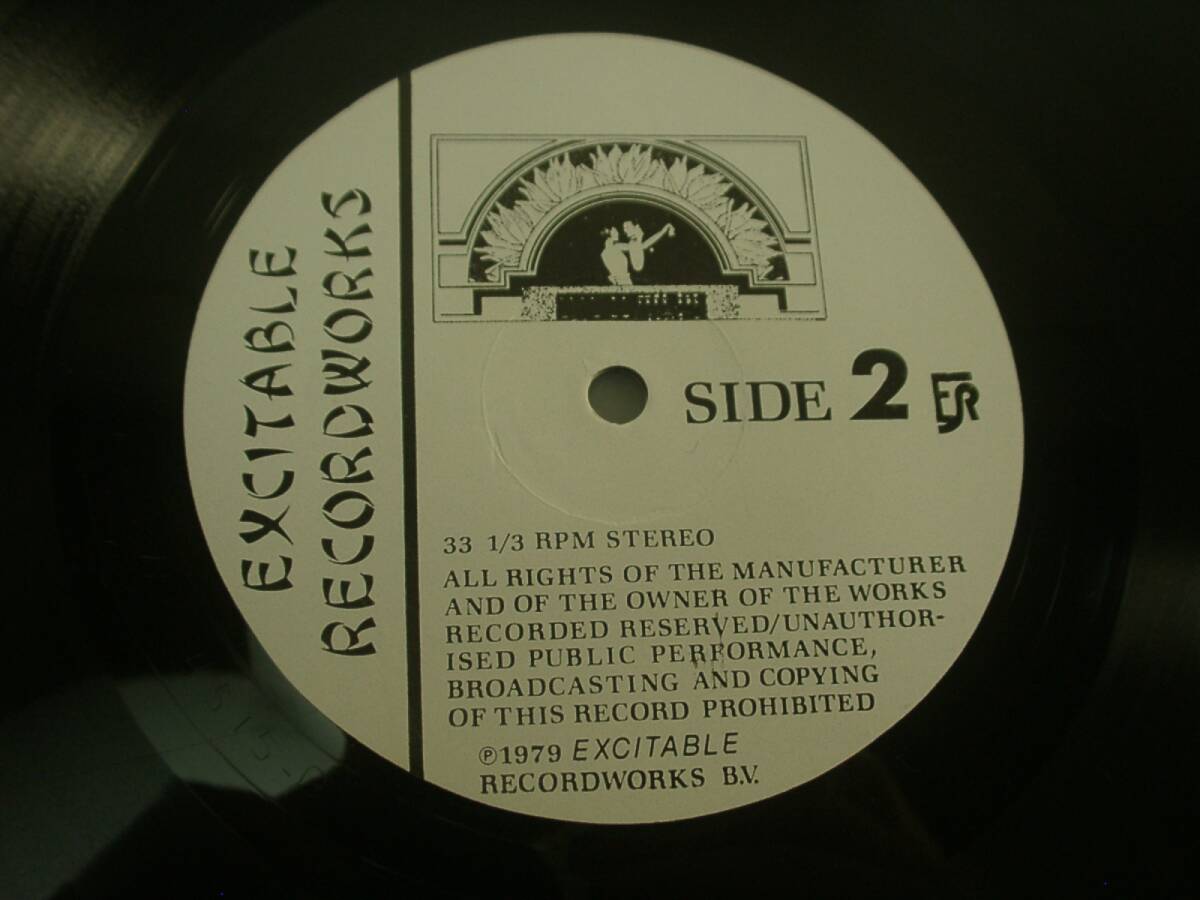 EXCITABLE
RECORDWORKS
SIDE 2 EJR
33 1/3 RPM STEREO
ALL RIGHTS OF THE MANUFACTURER
AND OF THE OWNER OF THE WORKS
RECORDED RESERVED/UNAUTHOR-
ISED PUBLIC PERFORMANCE,
BROADCASTING AND COPYING
OF THIS RECORD PROHIBITED
℗1979 EXCITABLE
RECORDWORKS B.V.